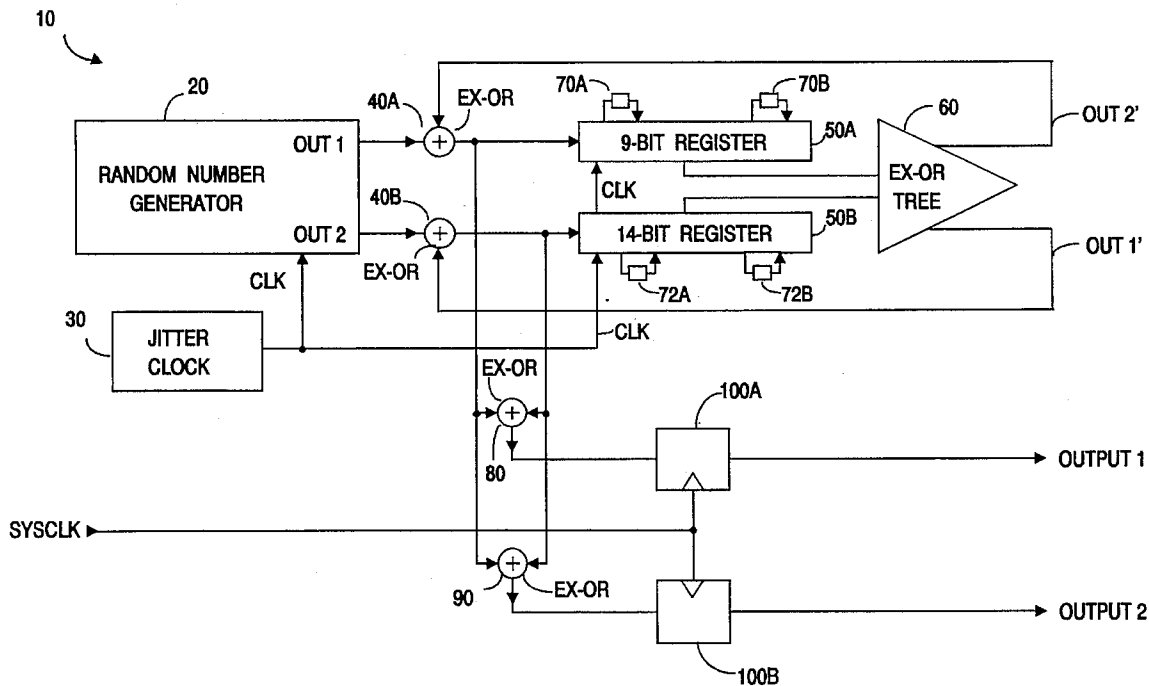 10
20
RANDOM NUMBER
GENERATOR
OUT 1
OUT 2
CLK
30
JITTER
CLOCK
40A
EX-OR
40B
EX-OR
70A
70B
9-BIT REGISTER
50A
CLK
14-BIT REGISTER
50B
72A
72B
CLK
60
EX-OR
TREE
OUT 2'
OUT 1'
EX-OR
80
100A
OUTPUT 1
SYSCLK
90
EX-OR
100B
OUTPUT 2